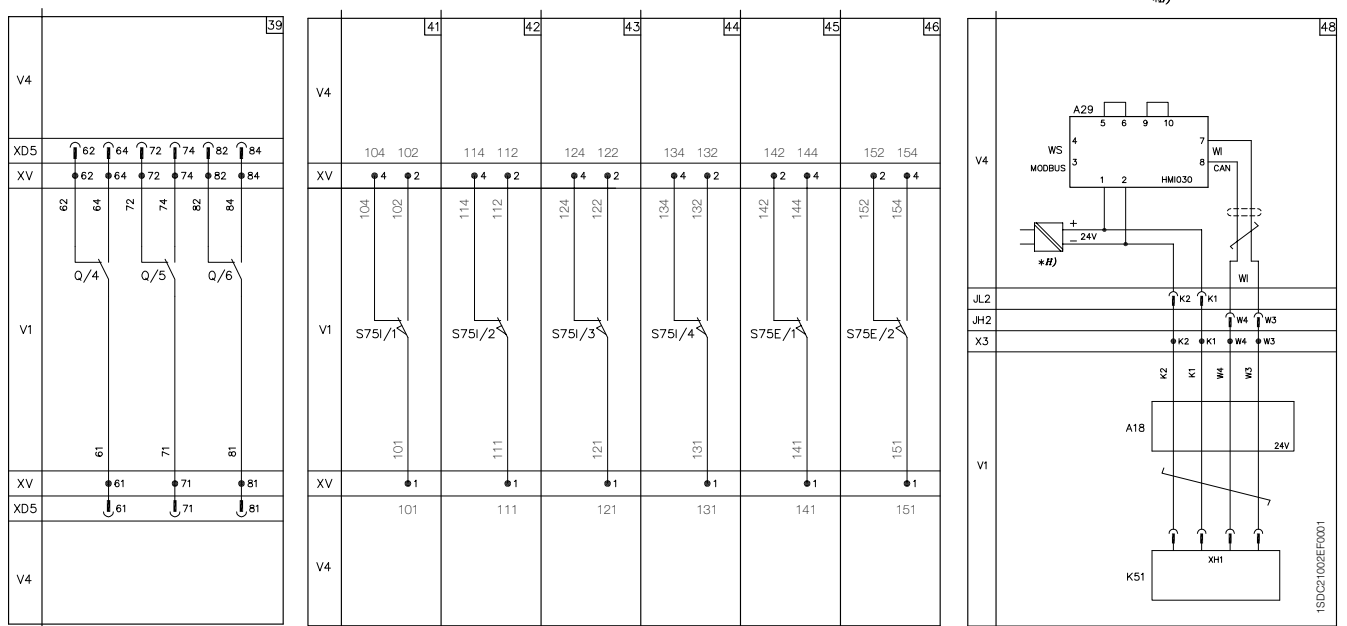 *B)
39
V4
XD5 62 64 72 74 82 84
XV 62 64 72 74 82 84
62 64 72 74 82 84
Q/4 Q/5 Q/6
V1
61 71 81
XV 61 71 81
XD5 61 71 81
V4
41 42 43 44 45 46
V4
104 102 114 112 124 122 134 132 142 144 152 154
XV 4 2 4 2 4 2 4 2 2 4 2 4
104 102 114 112 124 122 134 132 142 144 152 154
V1 S75I/1 S75I/2 S75I/3 S75I/4 S75E/1 S75E/2
101 111 121 131 141 151
XV 1 1 1 1 1 1
101 111 121 131 141 151
V4
48
A29
5 6 9 10
4 7
WS WI
V4
MODBUS 3 8 CAN
HMI030
1 2
+
24V
−
*H)
WI
JL2 K2 K1
JH2 W4 W3
X3 K2 K1 W4 W3
K2 K1 W4 W3
A18
24V
V1
XH1
K51
1SDC21002EF0001